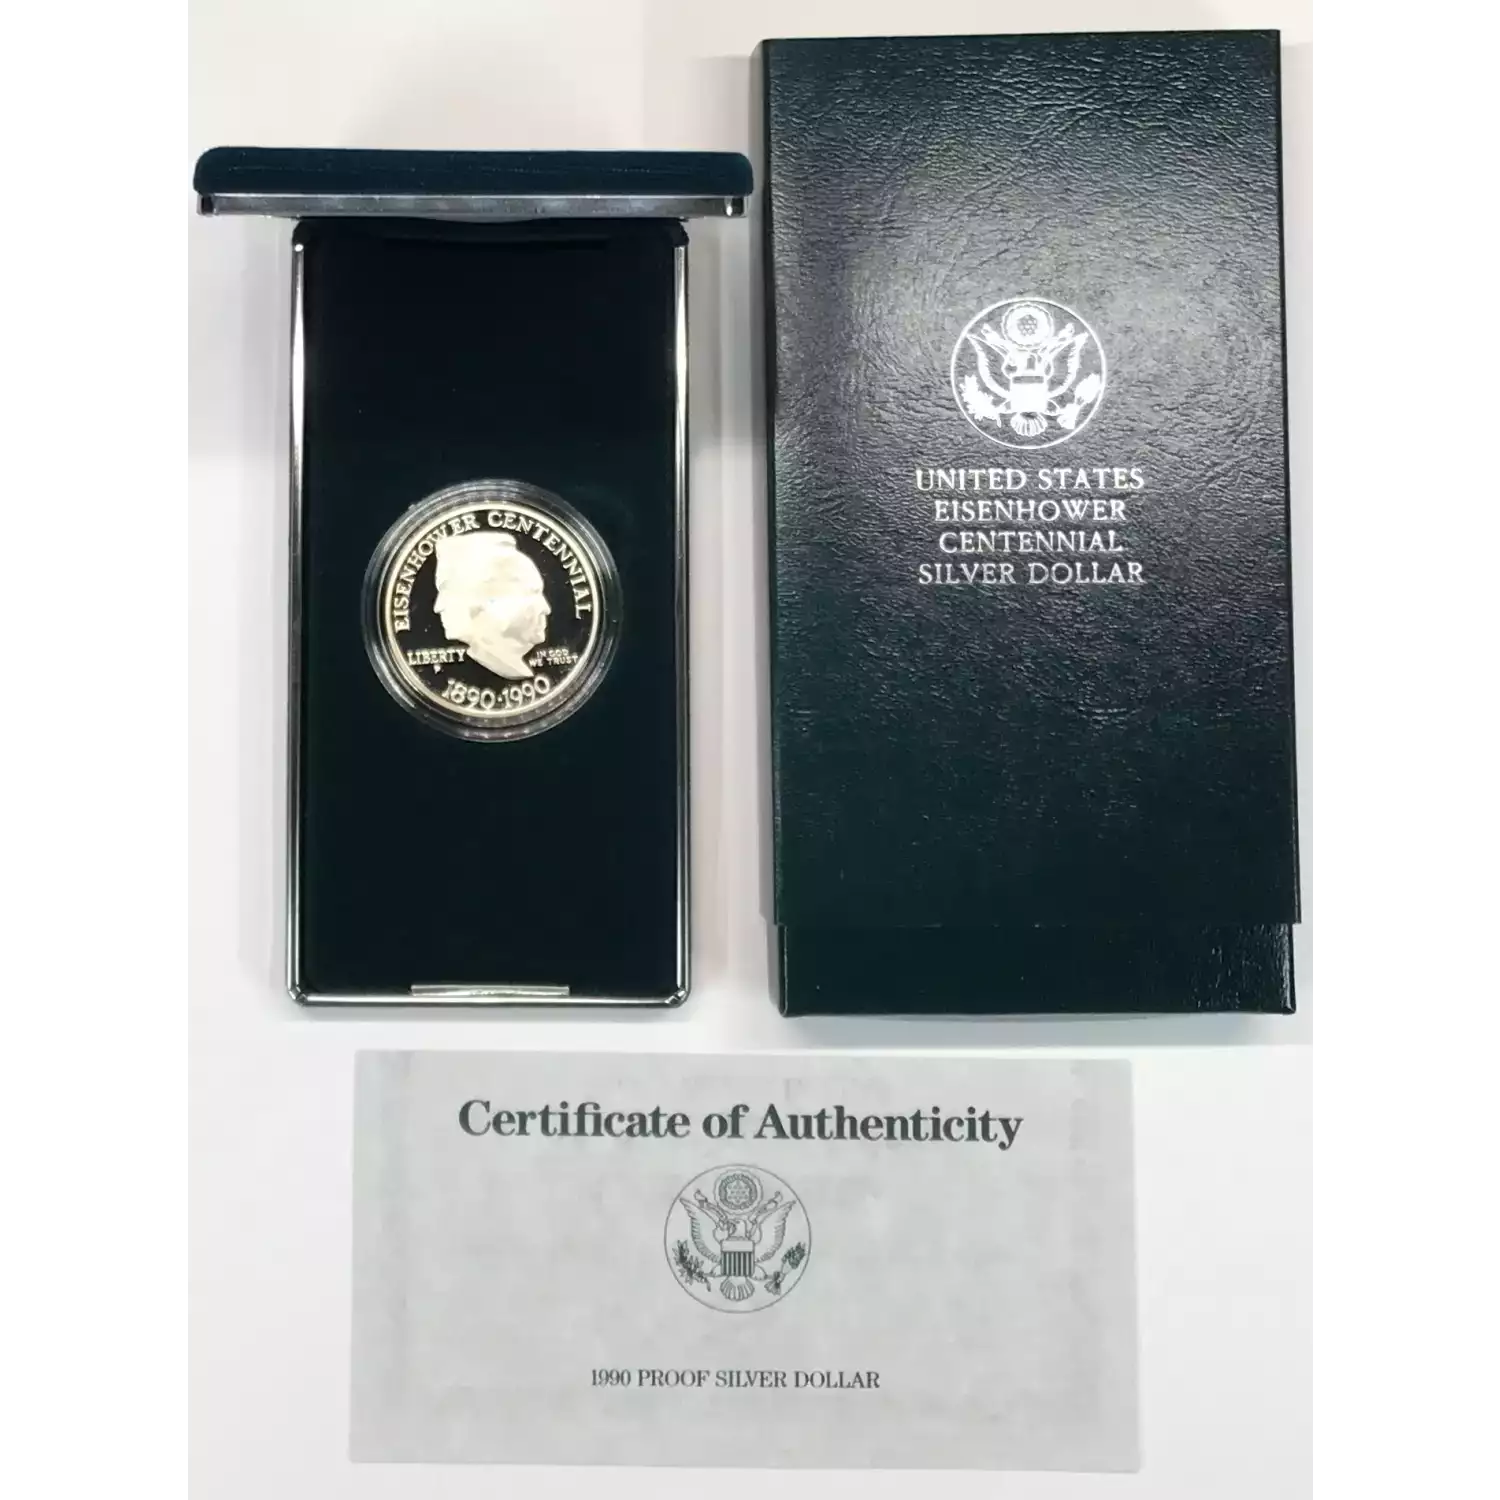 EISENHOWER CENTENNIAL
LIBERTY
IN GOD
WE TRUST
P
1890·1990
UNITED STATES
EISENHOWER
CENTENNIAL
SILVER DOLLAR
Certificate of Authenticity
1990 PROOF SILVER DOLLAR